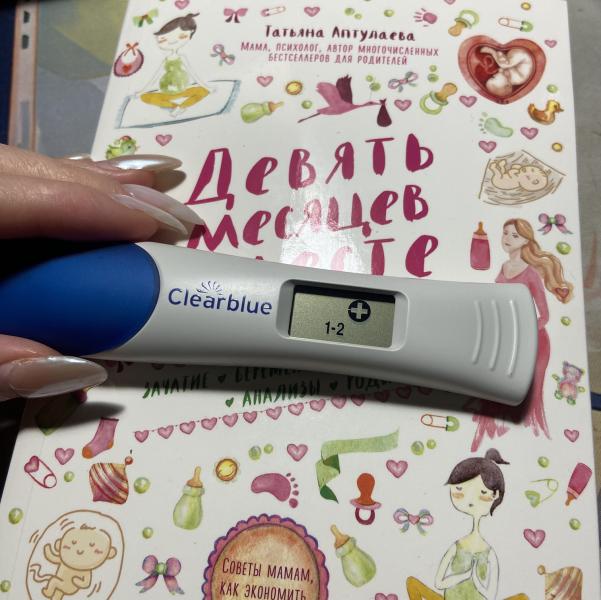 Татьяна Аптулаева
Мама, психолог, автор многочисленных
бестселлеров для родителей
Девять
месяцев
Clearblue
1-2
зачатие
анализы
Советы мамам,
как экономить